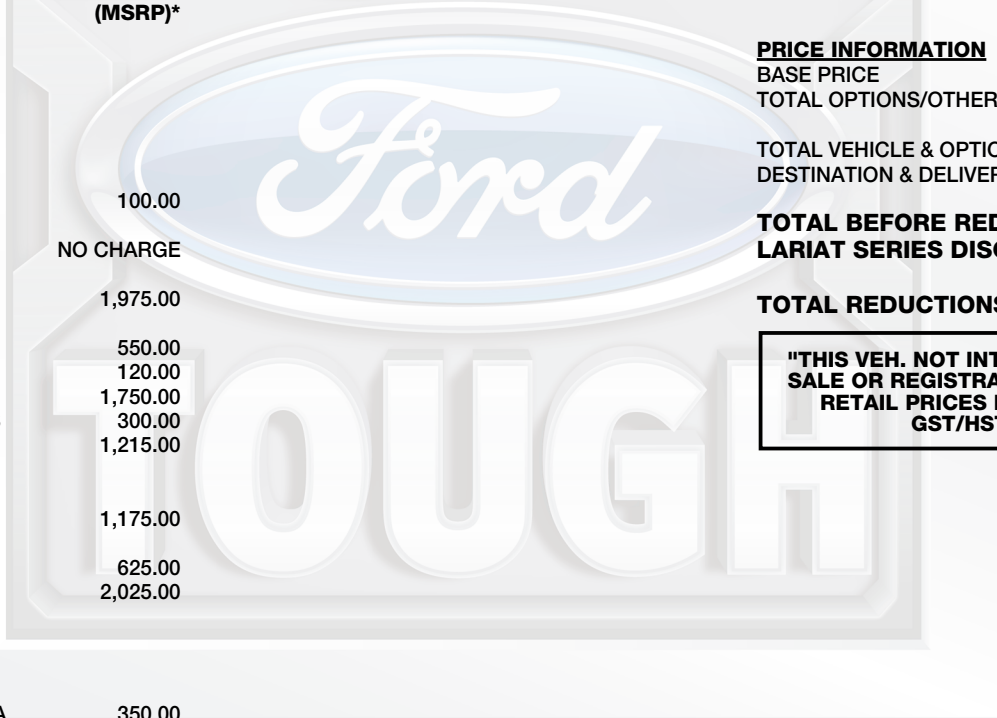 (MSRP)*
100.00
NO CHARGE
1,975.00
550.00
120.00
1,750.00
300.00
1,215.00
1,175.00
625.00
2,025.00
A 350.00
Ford
TOUGH
PRICE INFORMATION
BASE PRICE
TOTAL OPTIONS/OTHER
TOTAL VEHICLE & OPTIO
DESTINATION & DELIVER
TOTAL BEFORE RED
LARIAT SERIES DISC
TOTAL REDUCTIONS
"THIS VEH. NOT INT
SALE OR REGISTRA
RETAIL PRICES
GST/HST